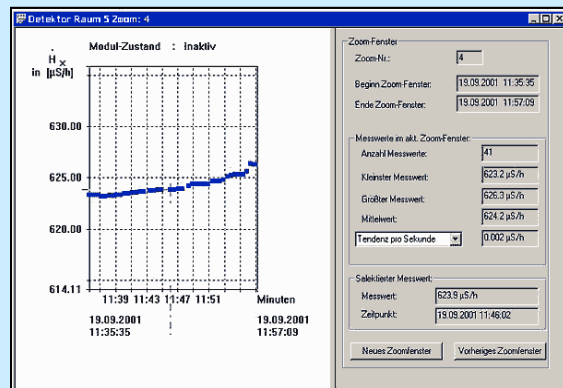 Detektor Raum 5 Zoom: 4
Ḣx
in [µS/h]
Modul-Zustand : inaktiv
630.00
625.00
620.00
614.11
11:39 11:43 11:47 11:51 Minuten
19.09.2001
11:35:35
19.09.2001
11:57:09
Zoom-Fenster
Zoom-Nr.: 4
Beginn Zoom-Fenster: 19.09.2001 11:35:35
Ende Zoom-Fenster: 19.09.2001 11:57:09
Messwerte im akt. Zoom-Fenster:
Anzahl Messwerte: 41
Kleinster Messwert: 623.2 µS/h
Größter Messwert: 626.3 µS/h
Mittelwert: 624.2 µS/h
Tendenz pro Sekunde 0.002 µS/h
Selektierter Messwert:
Messwert: 623.9 µS/h
Zeitpunkt: 19.09.2001 11:46:02
Neues Zoomfenster Vorheriges Zoomfenster